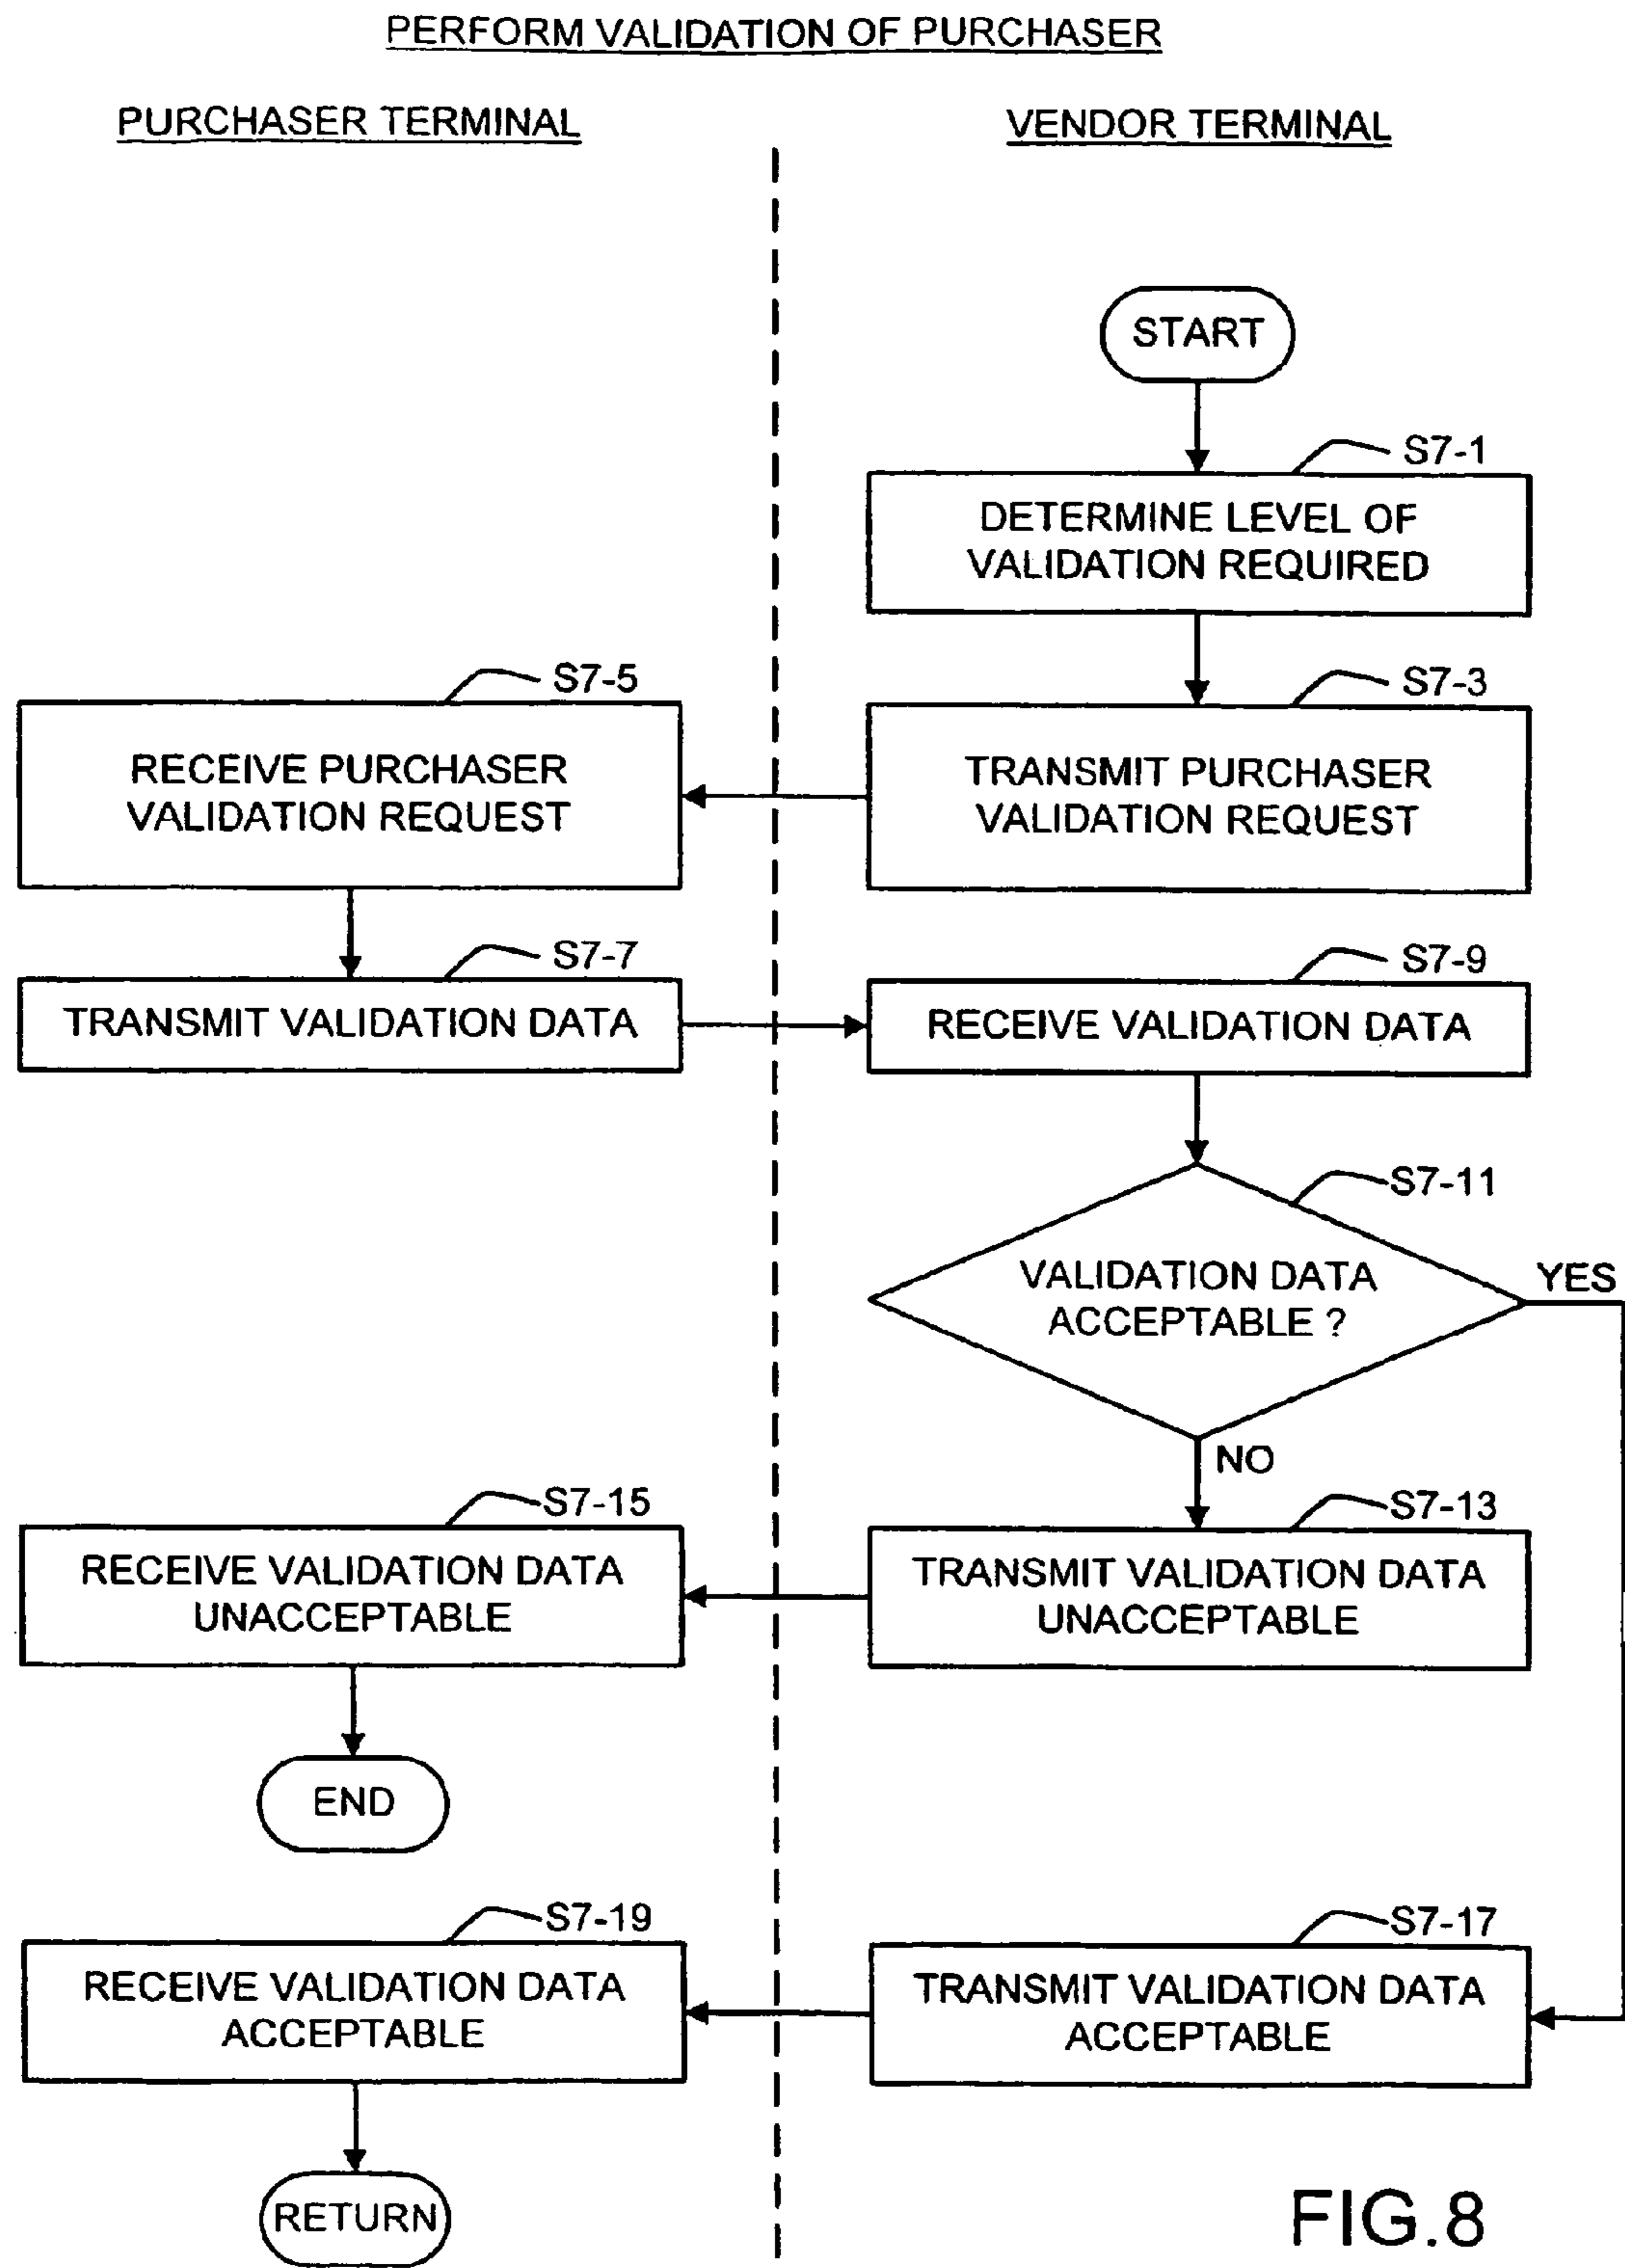 PERFORM VALIDATION OF PURCHASER
PURCHASER TERMINAL
VENDOR TERMINAL
START
S7-1
DETERMINE LEVEL OF
VALIDATION REQUIRED
S7-5
RECEIVE PURCHASER
VALIDATION REQUEST
S7-3
TRANSMIT PURCHASER
VALIDATION REQUEST
S7-7
TRANSMIT VALIDATION DATA
S7-9
RECEIVE VALIDATION DATA
S7-11
VALIDATION DATA
ACCEPTABLE ?
YES
NO
S7-15
RECEIVE VALIDATION DATA
UNACCEPTABLE
S7-13
TRANSMIT VALIDATION DATA
UNACCEPTABLE
END
S7-19
RECEIVE VALIDATION DATA
ACCEPTABLE
S7-17
TRANSMIT VALIDATION DATA
ACCEPTABLE
RETURN
FIG.8